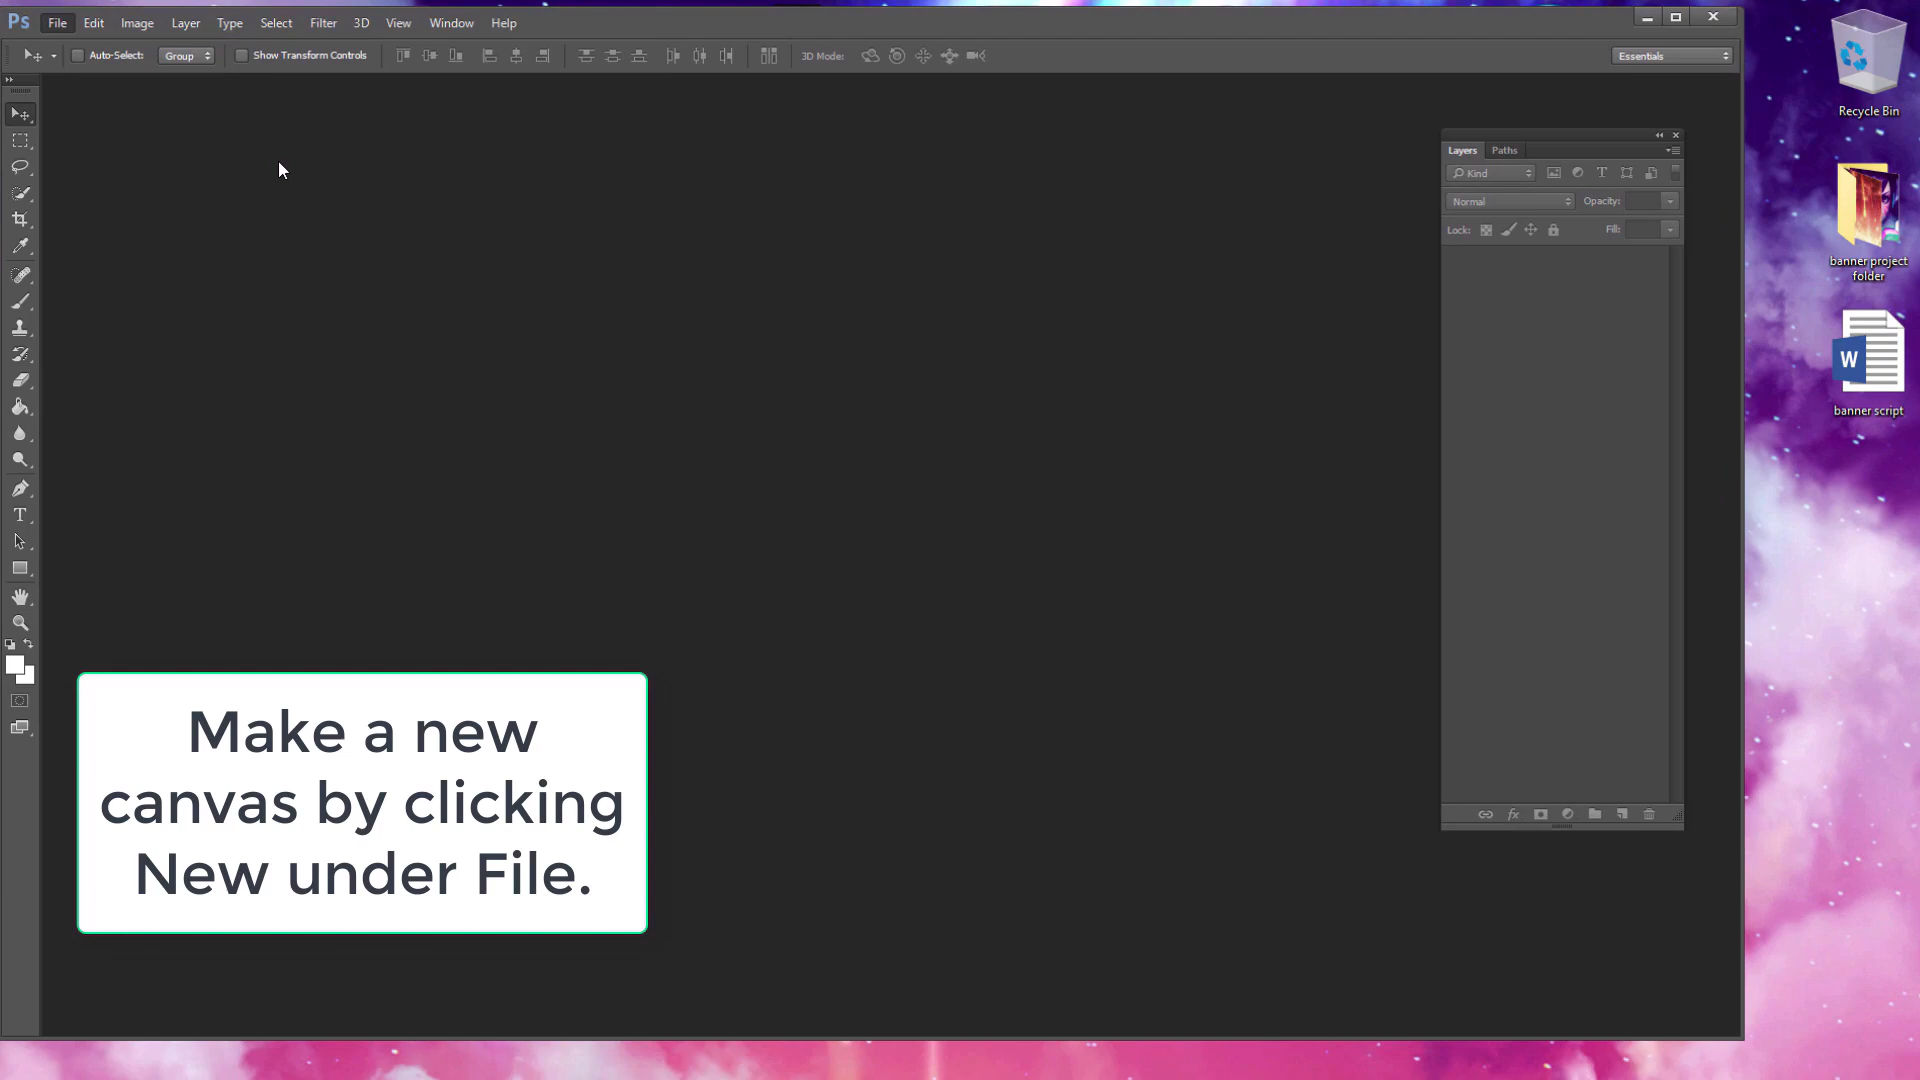 Ps File Edit Image Layer Type Select Filter 3D View Window Help
Auto-Select: Group Show Transform Controls 3D Mode: Essentials
Recycle Bin
Layers Paths
Kind T
Normal Opacity:
Lock: Fill:
banner project
folder
W
banner script
T
Make a new
canvas by clicking
New under File.
fx